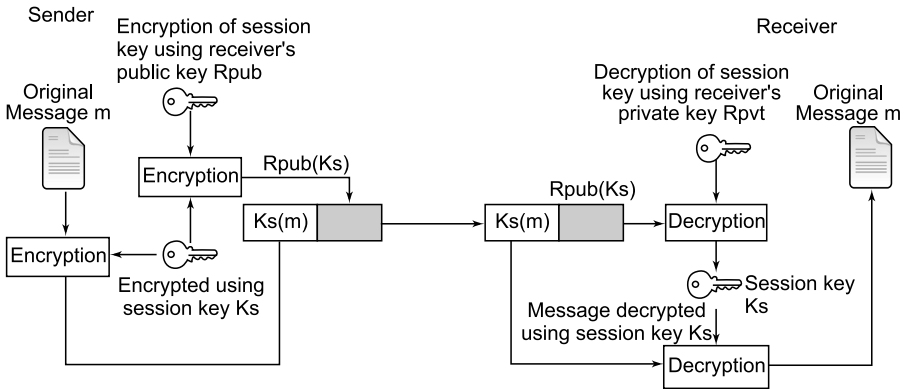 Sender
Encryption of session
key using receiver's
public key Rpub
Original
Message m
Encryption
Rpub(Ks)
Ks(m)
Encryption
Encrypted using
session key Ks
Receiver
Decryption of session
key using receiver's
private key Rpvt
Original
Message m
Rpub(Ks)
Ks(m)
Decryption
Session key
Ks
Message decrypted
using session key Ks
Decryption